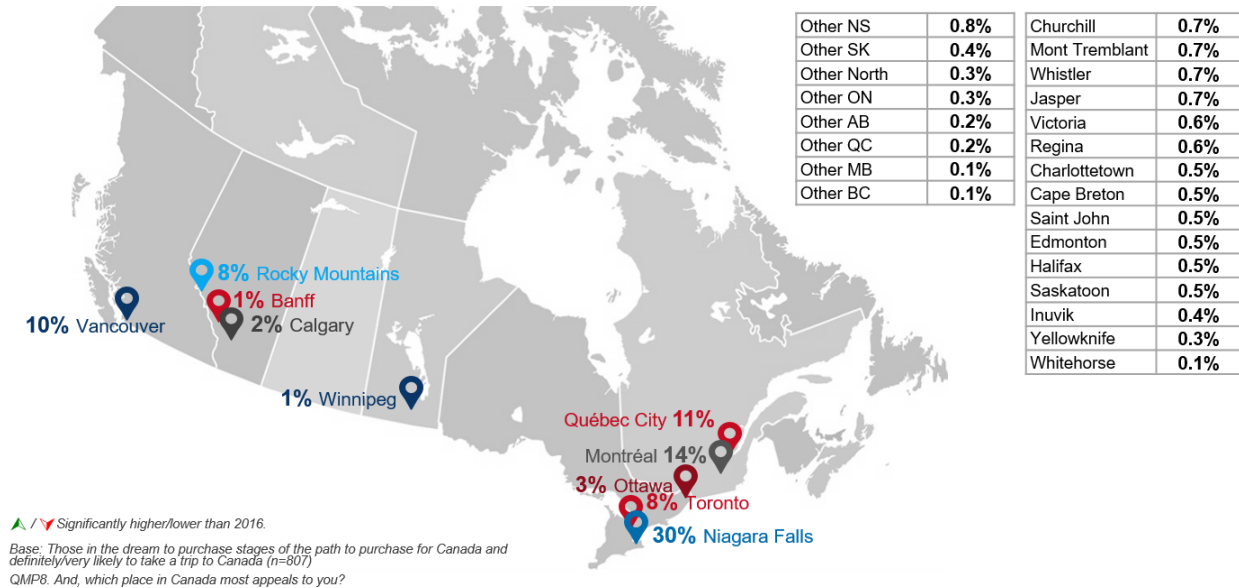 Other NS 0.8%
Other SK 0.4%
Other North 0.3%
Other ON 0.3%
Other AB 0.2%
Other QC 0.2%
Other MB 0.1%
Other BC 0.1%
Churchill 0.7%
Mont Tremblant 0.7%
Whistler 0.7%
Jasper 0.7%
Victoria 0.6%
Regina 0.6%
Charlottetown 0.5%
Cape Breton 0.5%
Saint John 0.5%
Edmonton 0.5%
Halifax 0.5%
Saskatoon 0.5%
Inuvik 0.4%
Yellowknife 0.3%
Whitehorse 0.1%
8% Rocky Mountains
1% Banff
2% Calgary
10% Vancouver
1% Winnipeg
Québec City 11%
Montréal 14%
3% Ottawa
8% Toronto
30% Niagara Falls
/ Significantly higher/lower than 2016.
Base: Those in the dream to purchase stages of the path to purchase for Canada and
definitely/very likely to take a trip to Canada (n=807)
QMP8. And, which place in Canada most appeals to you?